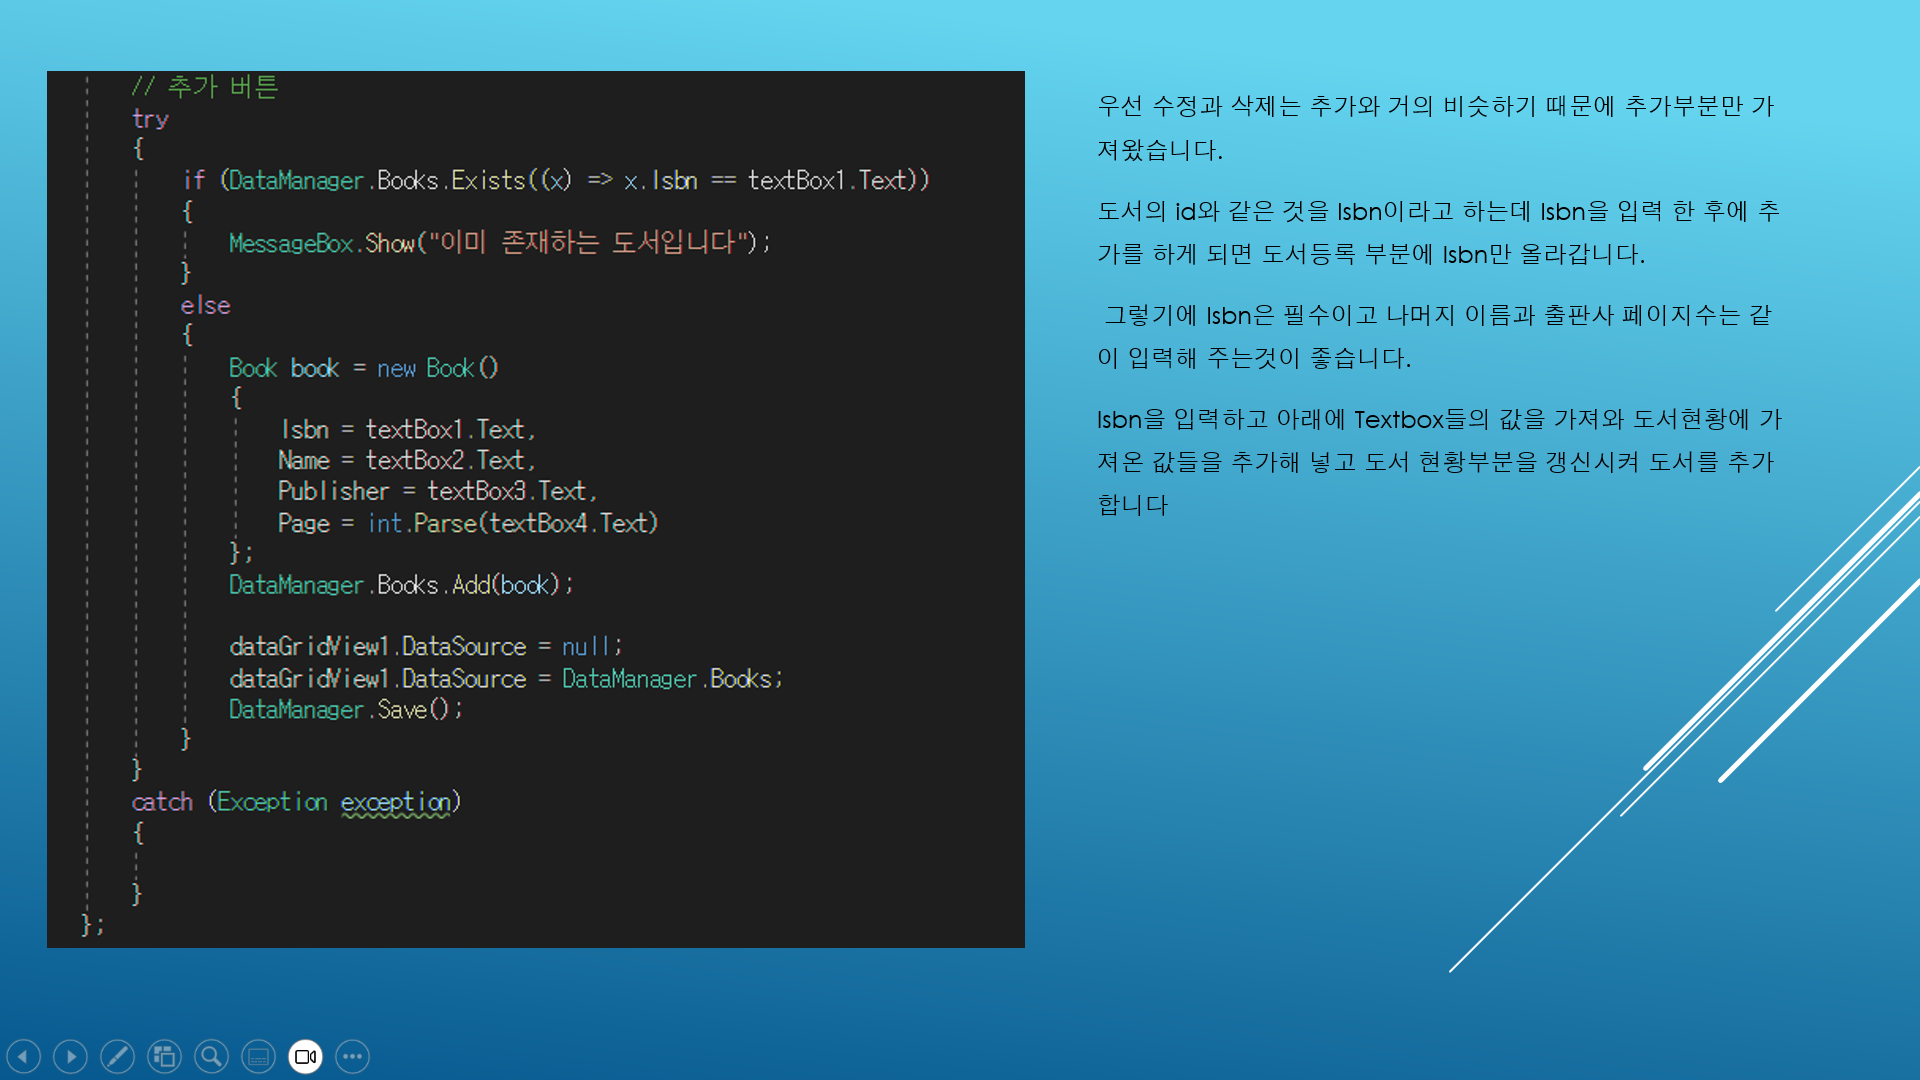 // 추가 버튼
try
{
if (DataManager.Books.Exists((x) => x.Isbn == textBox1.Text))
{
MessageBox.Show("이미 존재하는 도서입니다");
}
else
{
Book book = new Book()
{
Isbn = textBox1.Text,
Name = textBox2.Text,
Publisher = textBox3.Text,
Page = int.Parse(textBox4.Text)
};
DataManager.Books.Add(book);
dataGridView1.DataSource = null;
dataGridView1.DataSource = DataManager.Books;
DataManager.Save();
}
}
catch (Exception exception)
{
}
};
우선 수정과 삭제는 추가와 거의 비슷하기 때문에 추가부분만 가
져왔습니다.
도서의 id와 같은 것을 Isbn이라고 하는데 Isbn을 입력 한 후에 추
가를 하게 되면 도서등록 부분에 Isbn만 올라갑니다.
그렇기에 Isbn은 필수이고 나머지 이름과 출판사 페이지수는 같
이 입력해 주는것이 좋습니다.
Isbn을 입력하고 아래에 Textbox들의 값을 가져와 도서현황에 가
져온 값들을 추가해 넣고 도서 현황부분을 갱신시켜 도서를 추가
합니다